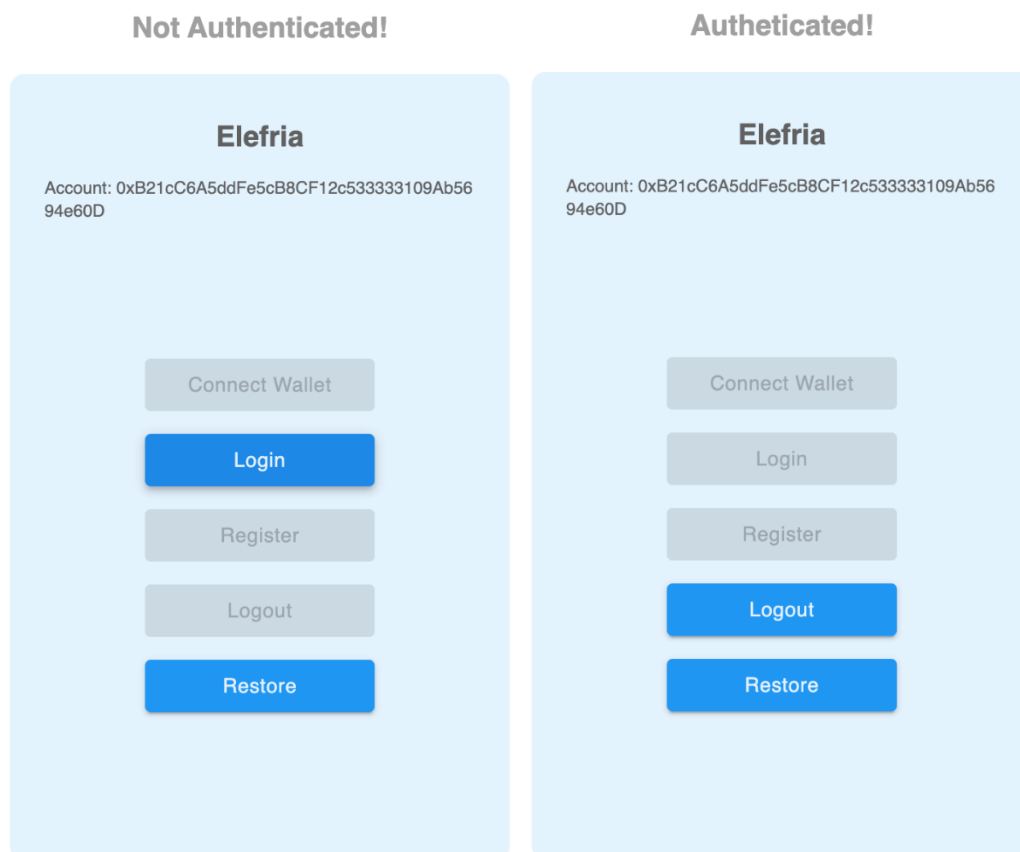 Not Authenticated!
Elefria
Account: 0xB21cC6A5ddFe5cB8CF12c533333109Ab56
94e60D
Connect Wallet
Login
Register
Logout
Restore
Autheticated!
Elefria
Account: 0xB21cC6A5ddFe5cB8CF12c533333109Ab56
94e60D
Connect Wallet
Login
Register
Logout
Restore